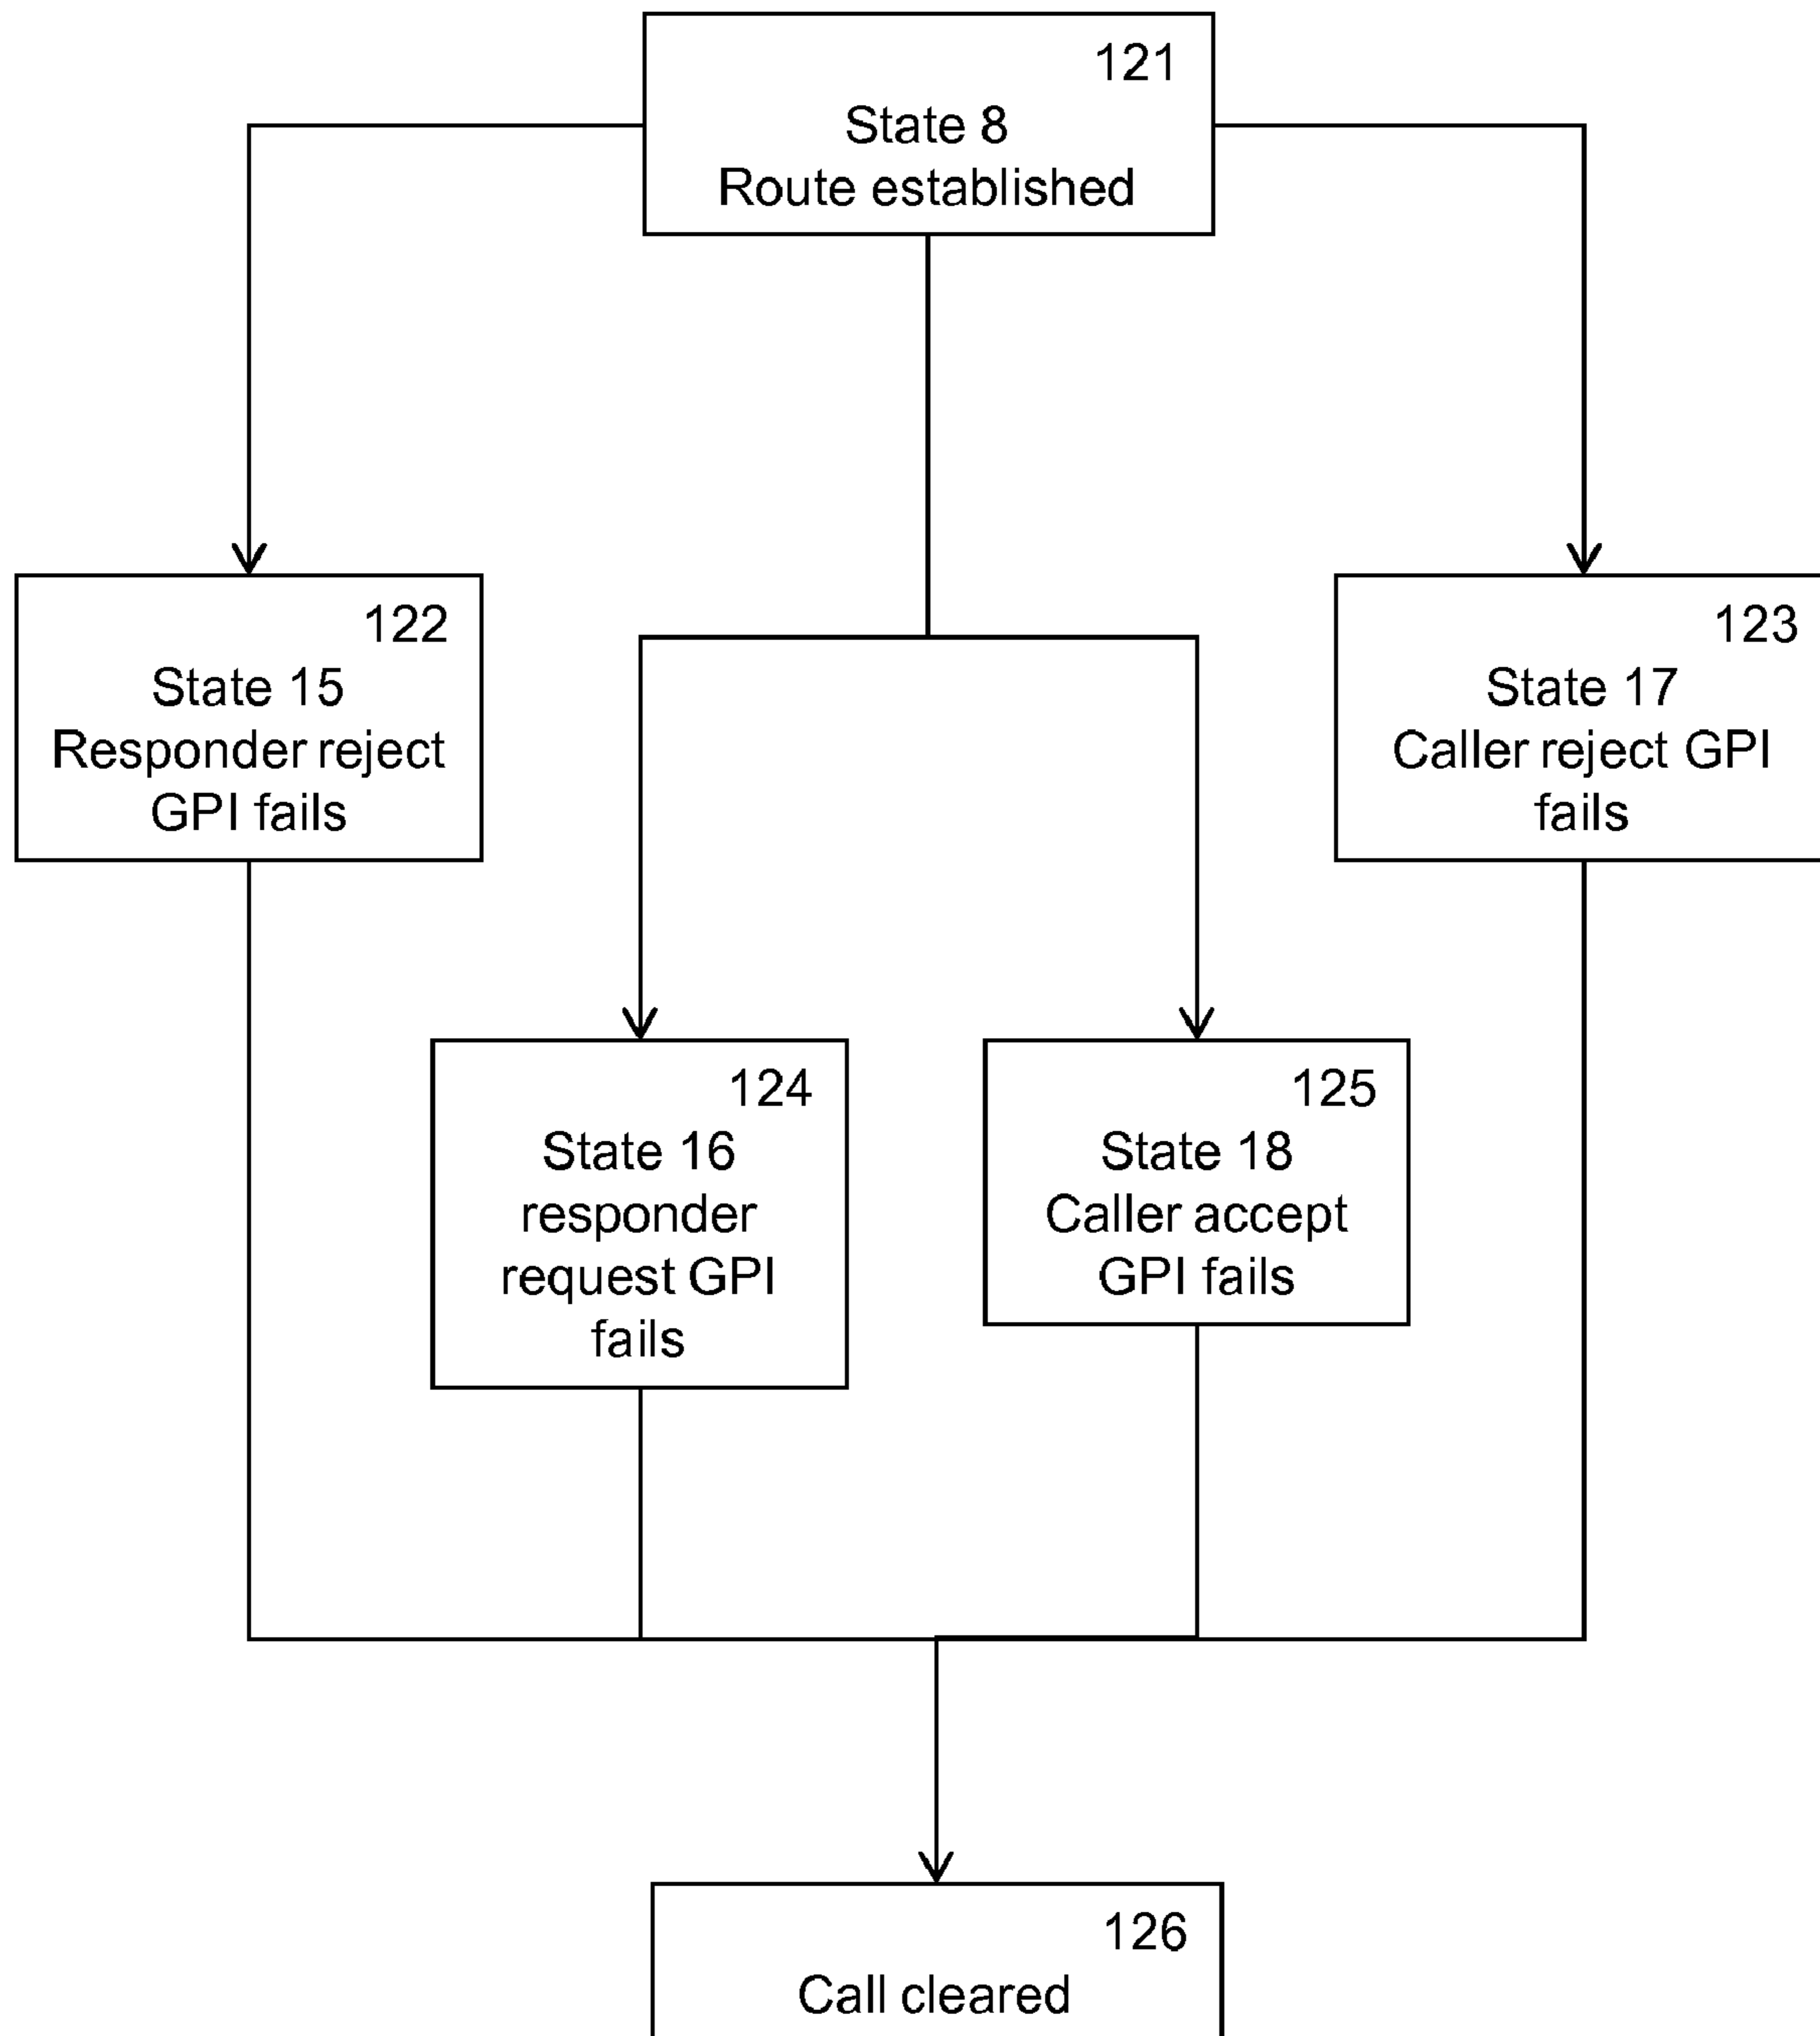 121
State 8
Route established
122
State 15
Responder reject
GPI fails
123
State 17
Caller reject GPI
fails
124
State 16
responder
request GPI
fails
125
State 18
Caller accept
GPI fails
126
Call cleared